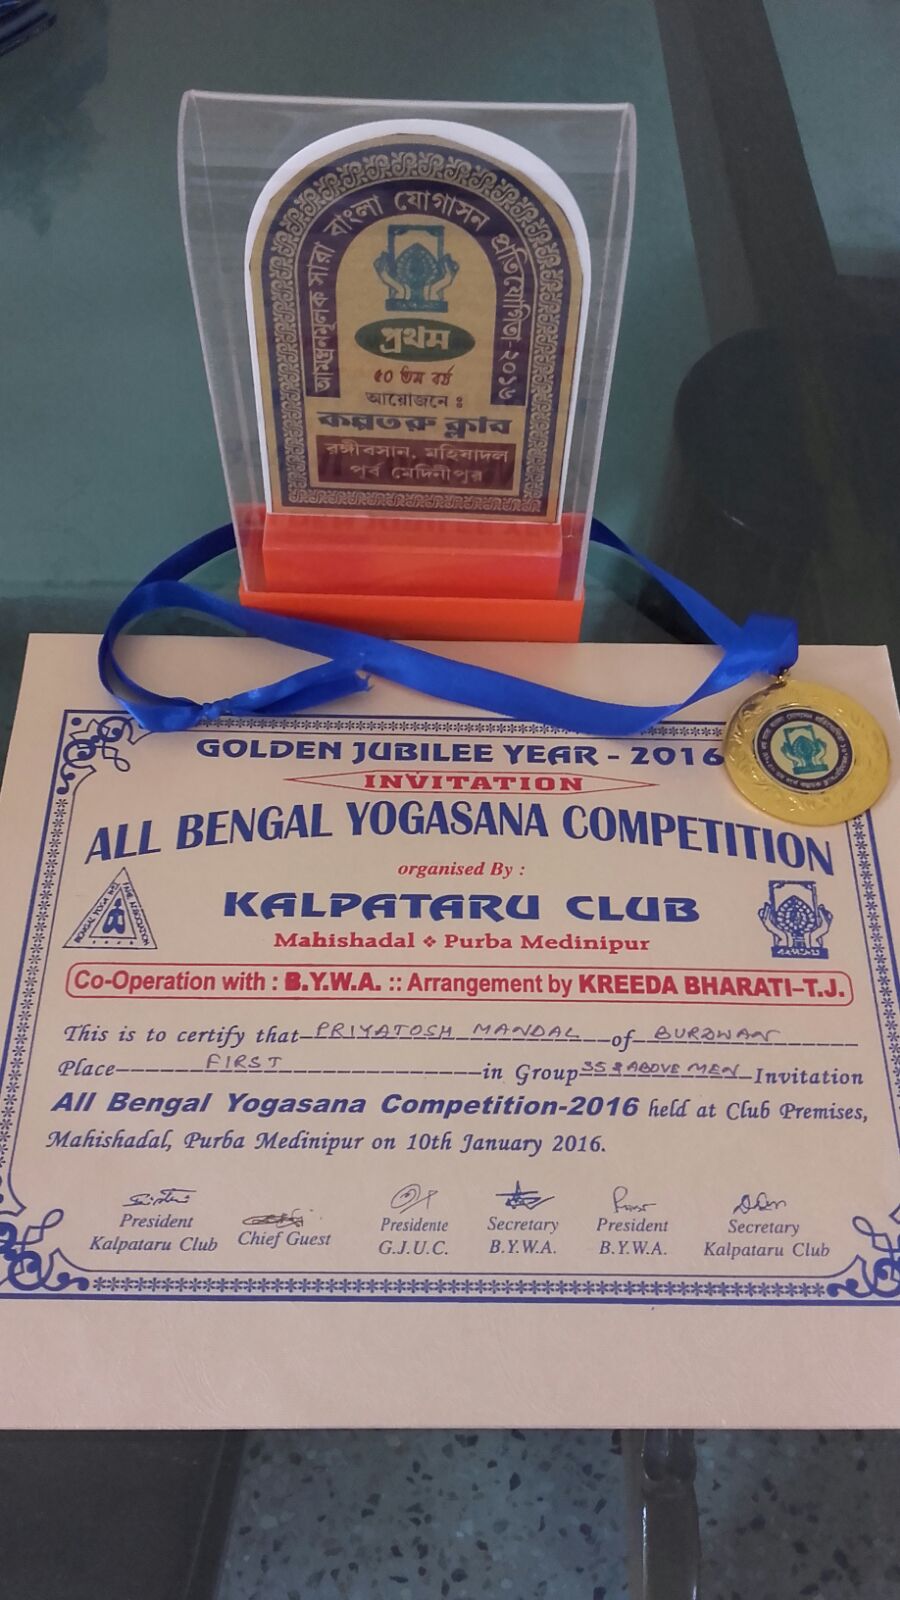 আমন্ত্রনমূলক সারা বাংলা যোগাসন প্রতিযোগিতা-২০১৬
প্রথম
৫০ তম বর্ষ
আয়োজনে :
কল্পতরু ক্লাব
রঙ্গীবসান, মহিষাদল
পূর্ব মেদিনীপুর
GOLDEN JUBILEE YEAR - 2016
INVITATION
ALL BENGAL YOGASANA COMPETITION
organised By :
KALPATARU CLUB
Mahishadal ❖ Purba Medinipur
Co-Operation with : B.Y.W.A. :: Arrangement by KREEDA BHARATI-T.J.
This is to certify that PRIYATOSH MANDAL of BURDWAN
Place FIRST in Group 35 & ABOVE MEN Invitation
All Bengal Yogasana Competition-2016 held at Club Premises,
Mahishadal, Purba Medinipur on 10th January 2016.
President Chief Guest Presidente Secretary President Secretary
Kalpataru Club G.J.U.C. B.Y.W.A. B.Y.W.A. Kalpataru Club